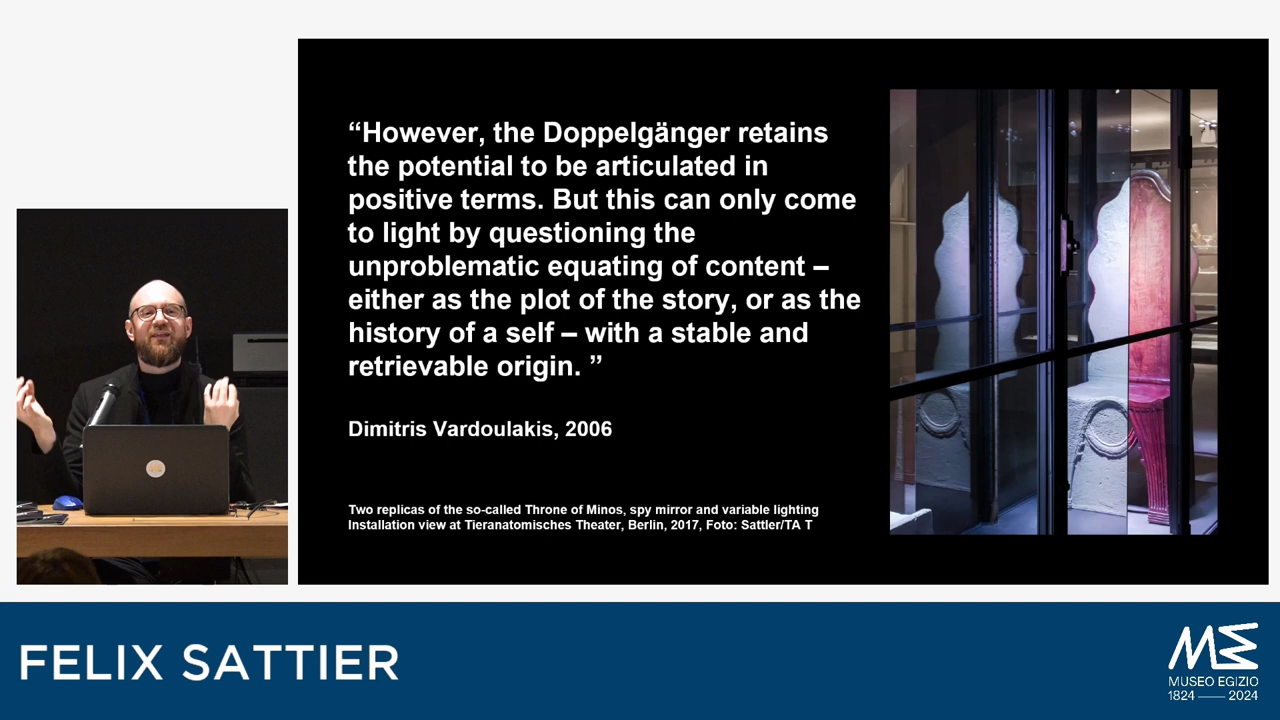 “However, the Doppelgänger retains
the potential to be articulated in
positive terms. But this can only come
to light by questioning the
unproblematic equating of content –
either as the plot of the story, or as the
history of a self – with a stable and
retrievable origin. ”
Dimitris Vardoulakis, 2006
Two replicas of the so-called Throne of Minos, spy mirror and variable lighting
Installation view at Tieranatomisches Theater, Berlin, 2017, Foto: Sattler/TA T
FELIX SATTIER
MUSEO EGIZIO
1824 — 2024